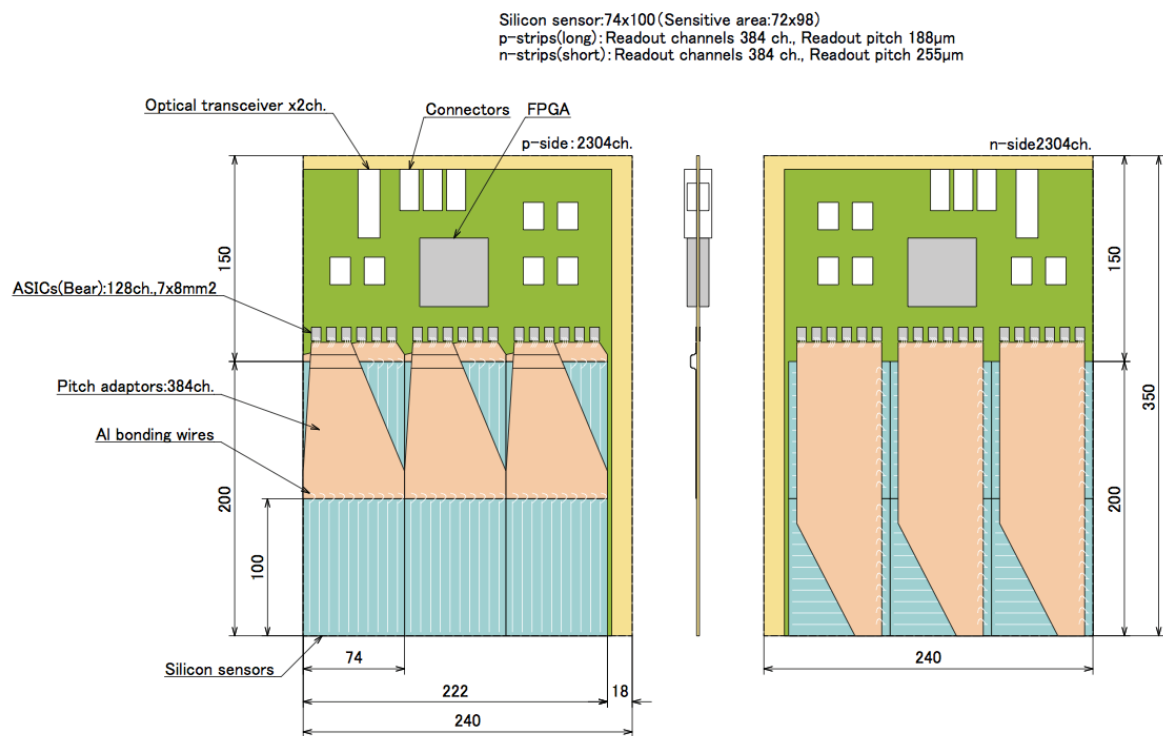 Silicon sensor:74x100(Sensitive area:72x98)
p-strips(long): Readout channels 384 ch., Readout pitch 188μm
n-strips(short): Readout channels 384 ch., Readout pitch 255μm
Optical transceiver x2ch.
Connectors
FPGA
p-side: 2304ch.
n-side2304ch.
150
150
ASICs(Bear):128ch.,7x8mm2
350
Pitch adaptors:384ch.
Al bonding wires
200
200
100
Silicon sensors
74
240
222
18
240